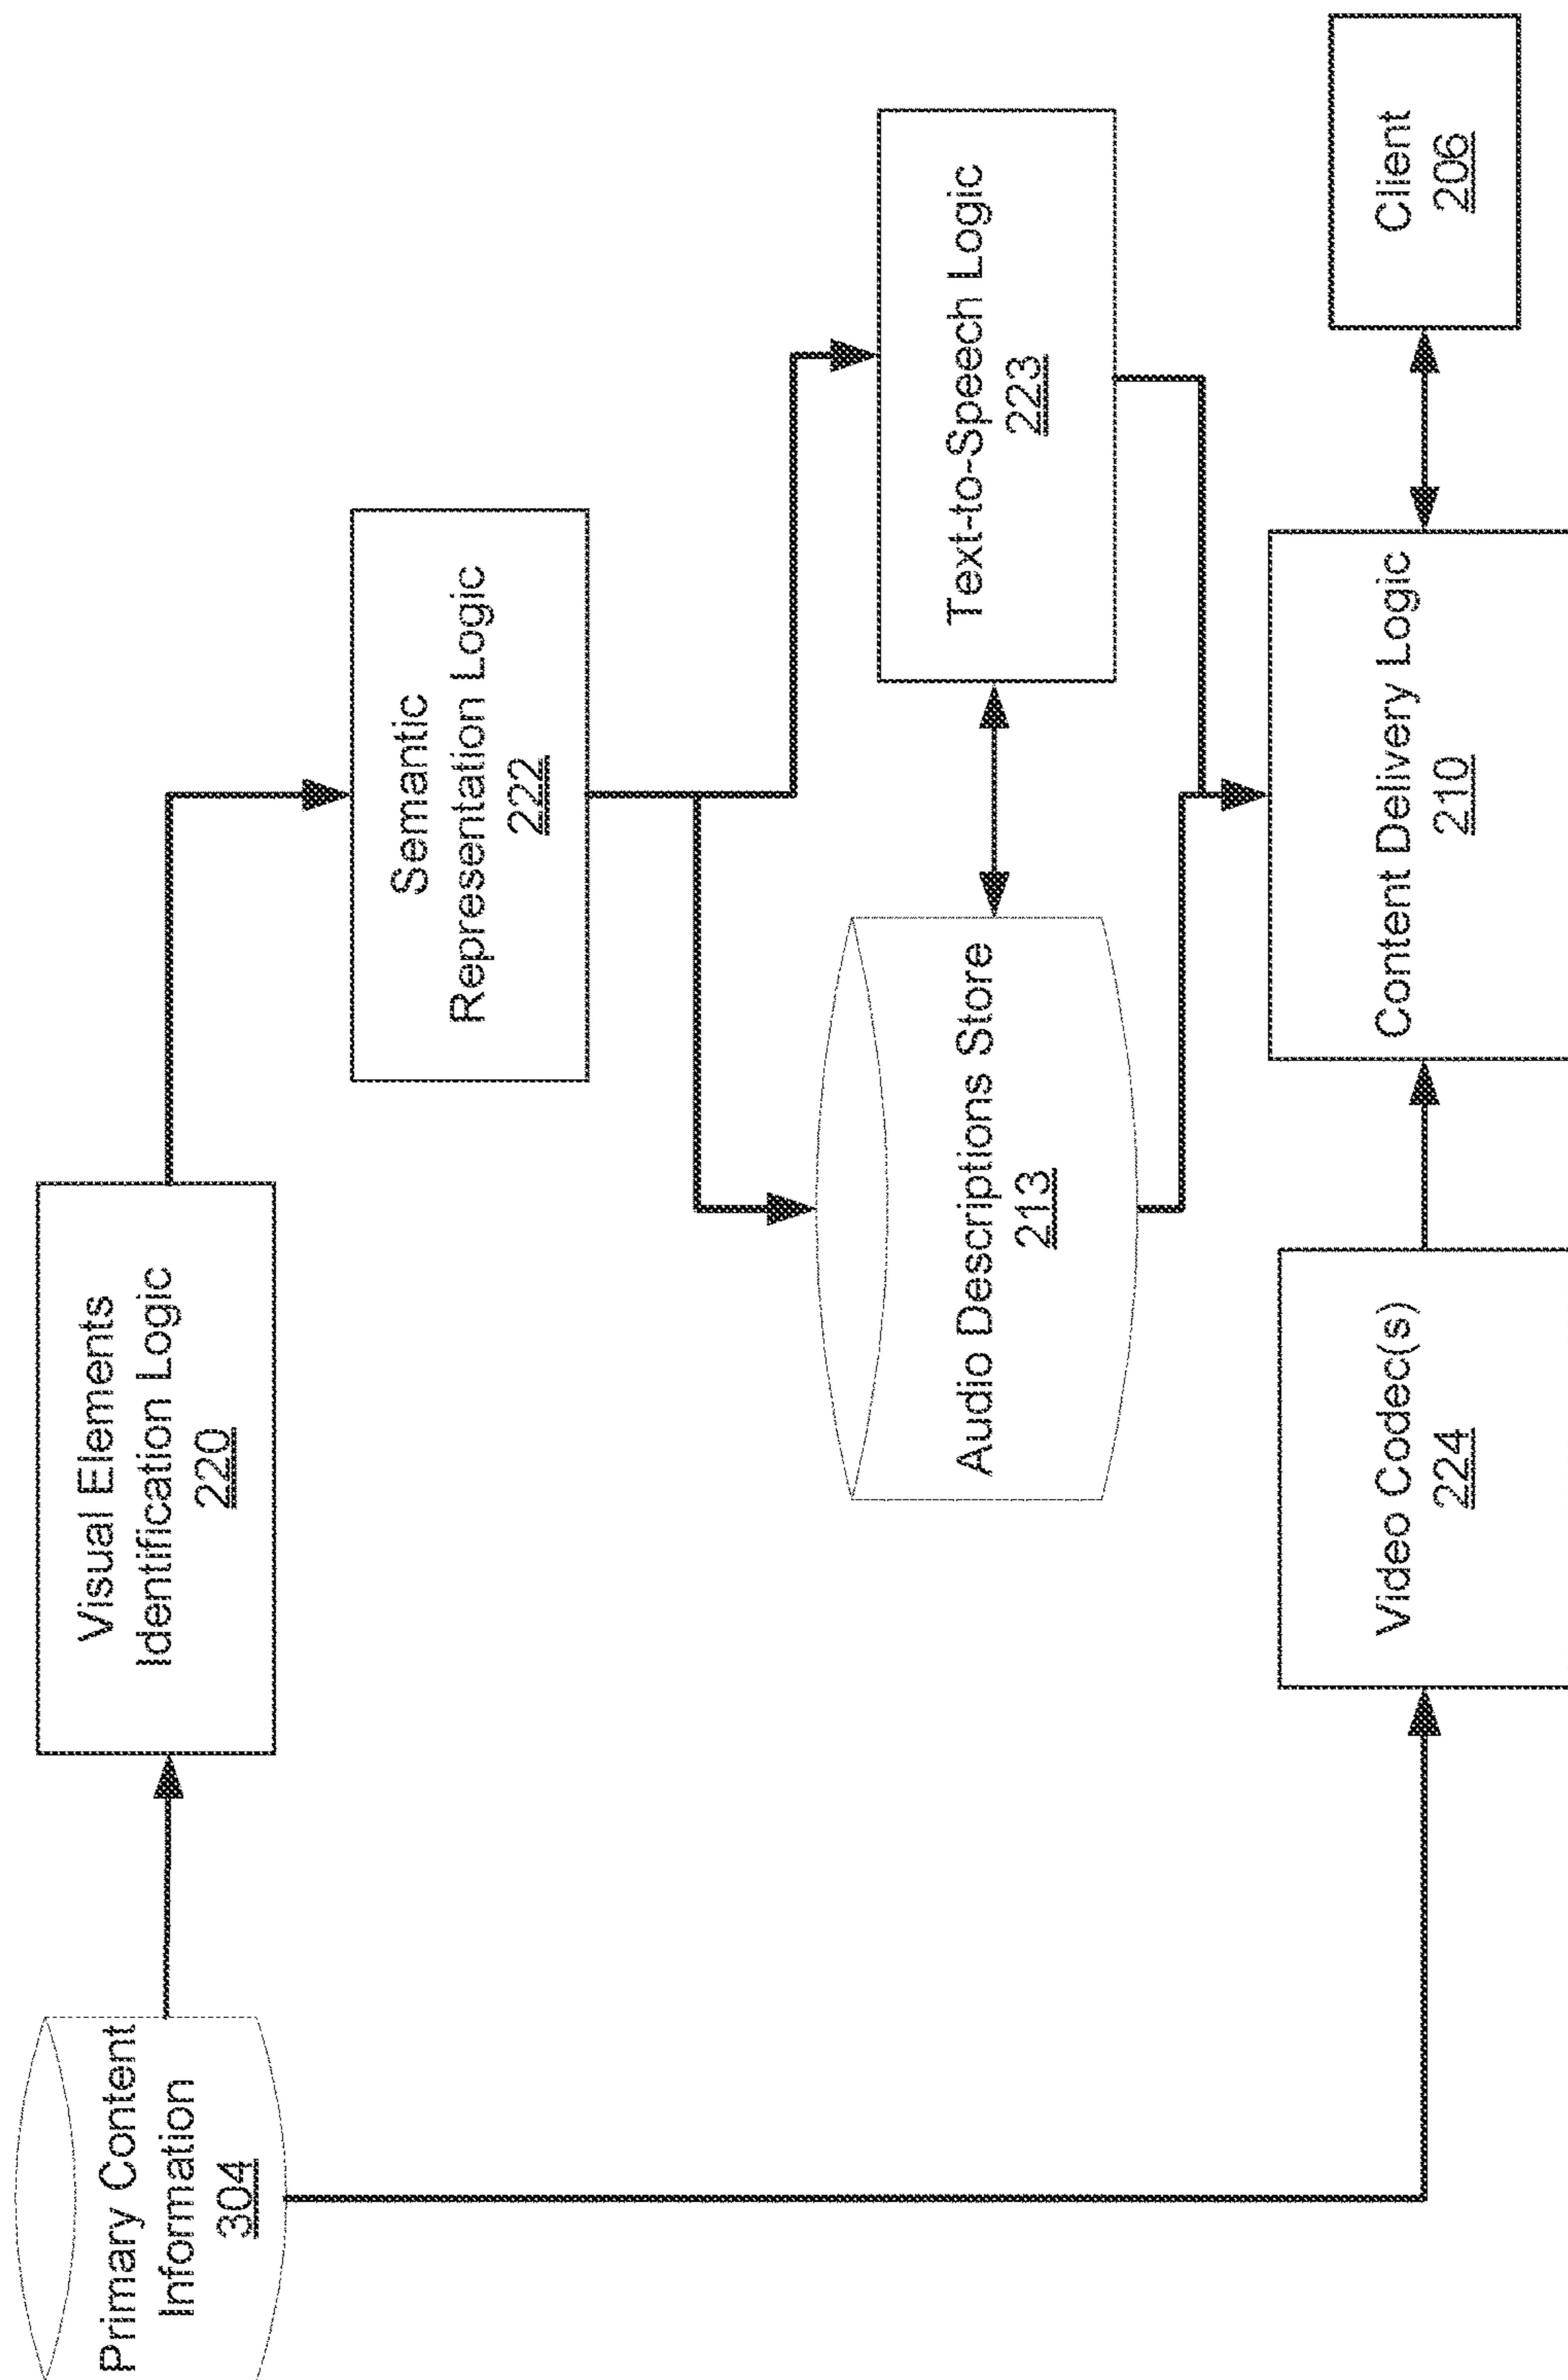 Primary Content
Information
304
Visual Elements
Identification Logic
220
Semantic
Representation Logic
222
Audio Descriptions Store
213
Text-to-Speech Logic
223
Video Codec(s)
224
Content Delivery Logic
210
Client
206